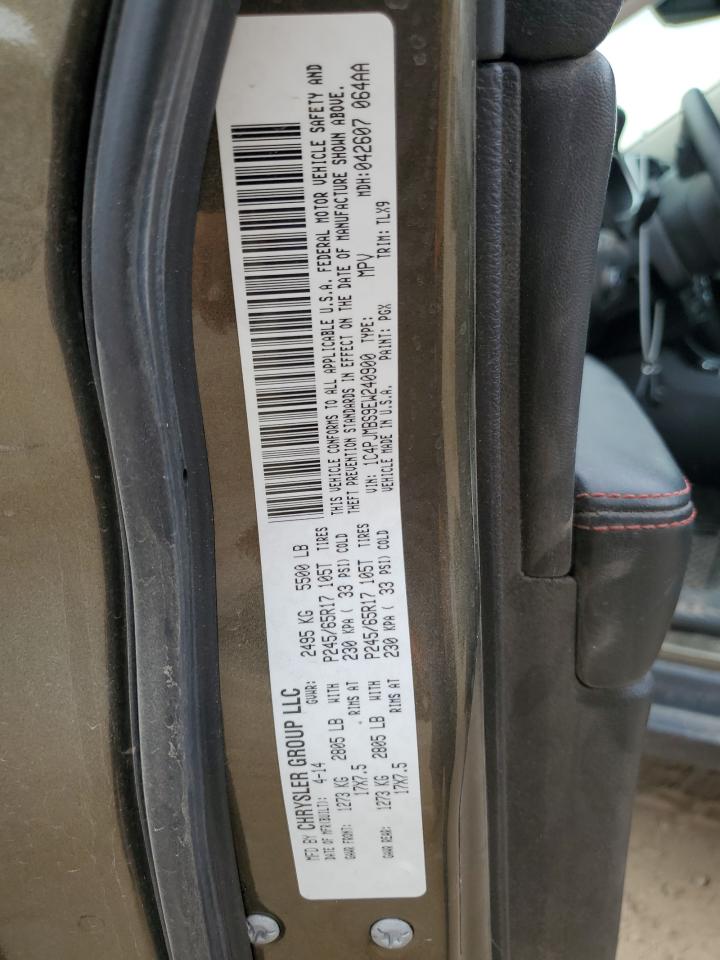 MFD BY CHRYSLER GROUP LLC
DATE OF MFR(BUILT): 4-14 GVWR: 2495 KG 5500 LB
GAWR FRONT: 1273 KG 2805 LB WITH P245/65R17 105T TIRES
17X7.5 RIMS AT 230 KPA ( 33 PSI) COLD
GAWR REAR: 1273 KG 2805 LB WITH P245/65R17 105T TIRES
17X7.5 RIMS AT 230 KPA ( 33 PSI) COLD
THIS VEHICLE CONFORMS TO ALL APPLICABLE U.S.A. FEDERAL MOTOR VEHICLE SAFETY AND
THEFT PREVENTION STANDARDS IN EFFECT ON THE DATE OF MANUFACTURE SHOWN ABOVE.
VIN: 1C4PJMBS9EW240900 TYPE: MPV MDH:042607 064AA
VEHICLE MADE IN U.S.A. PAINT: PGX TRIM: TLX9